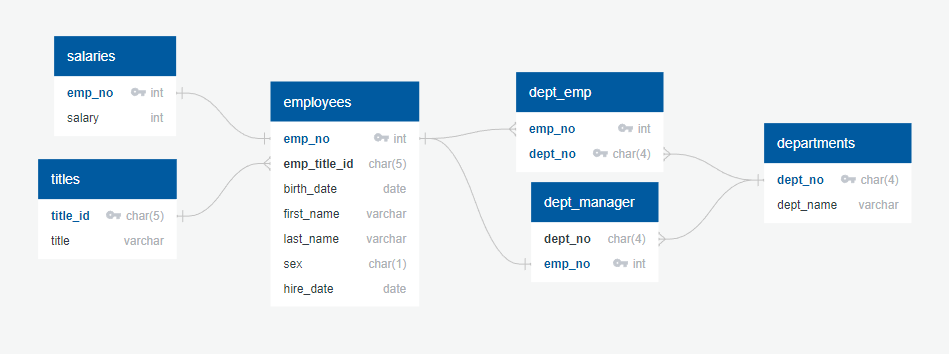 salaries
emp_no int
salary int
titles
title_id char(5)
title varchar
employees
emp_no int
emp_title_id char(5)
birth_date date
first_name varchar
last_name varchar
sex char(1)
hire_date date
dept_emp
emp_no int
dept_no char(4)
dept_manager
dept_no char(4)
emp_no int
departments
dept_no char(4)
dept_name varchar